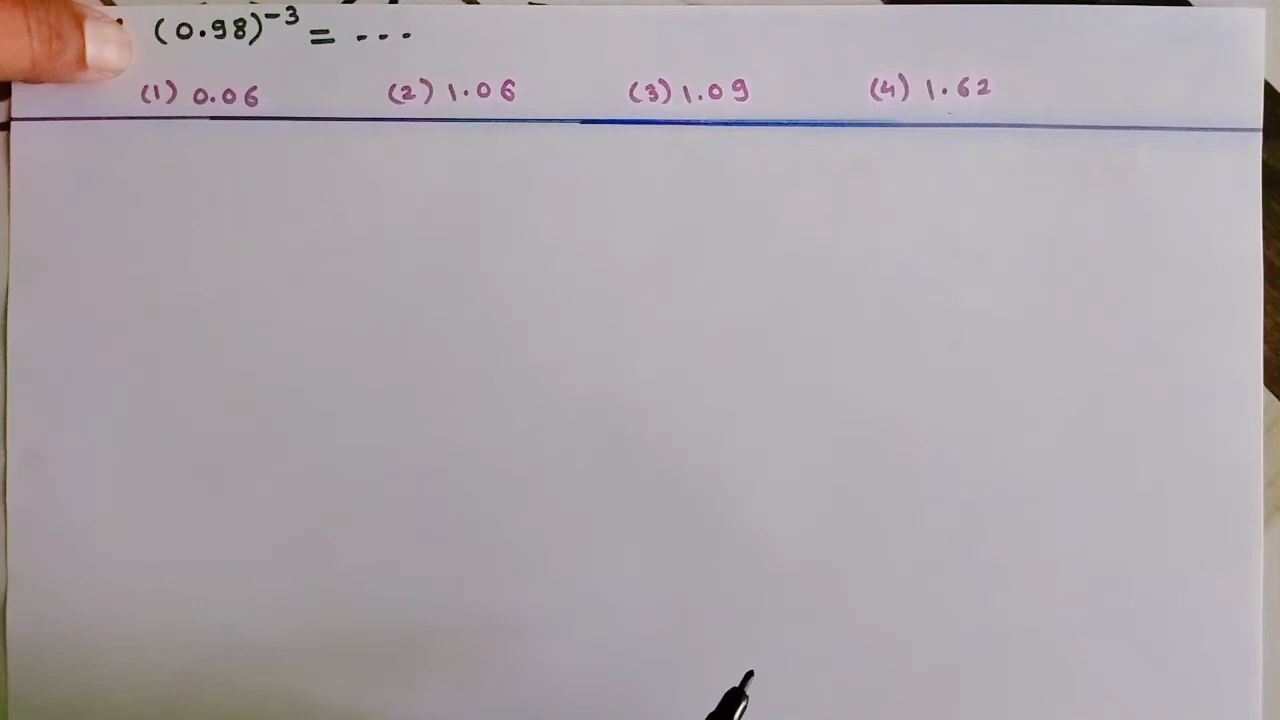 (0.98)⁻³ = ...
(1) 0.06 (2) 1.06 (3) 1.09 (4) 1.62